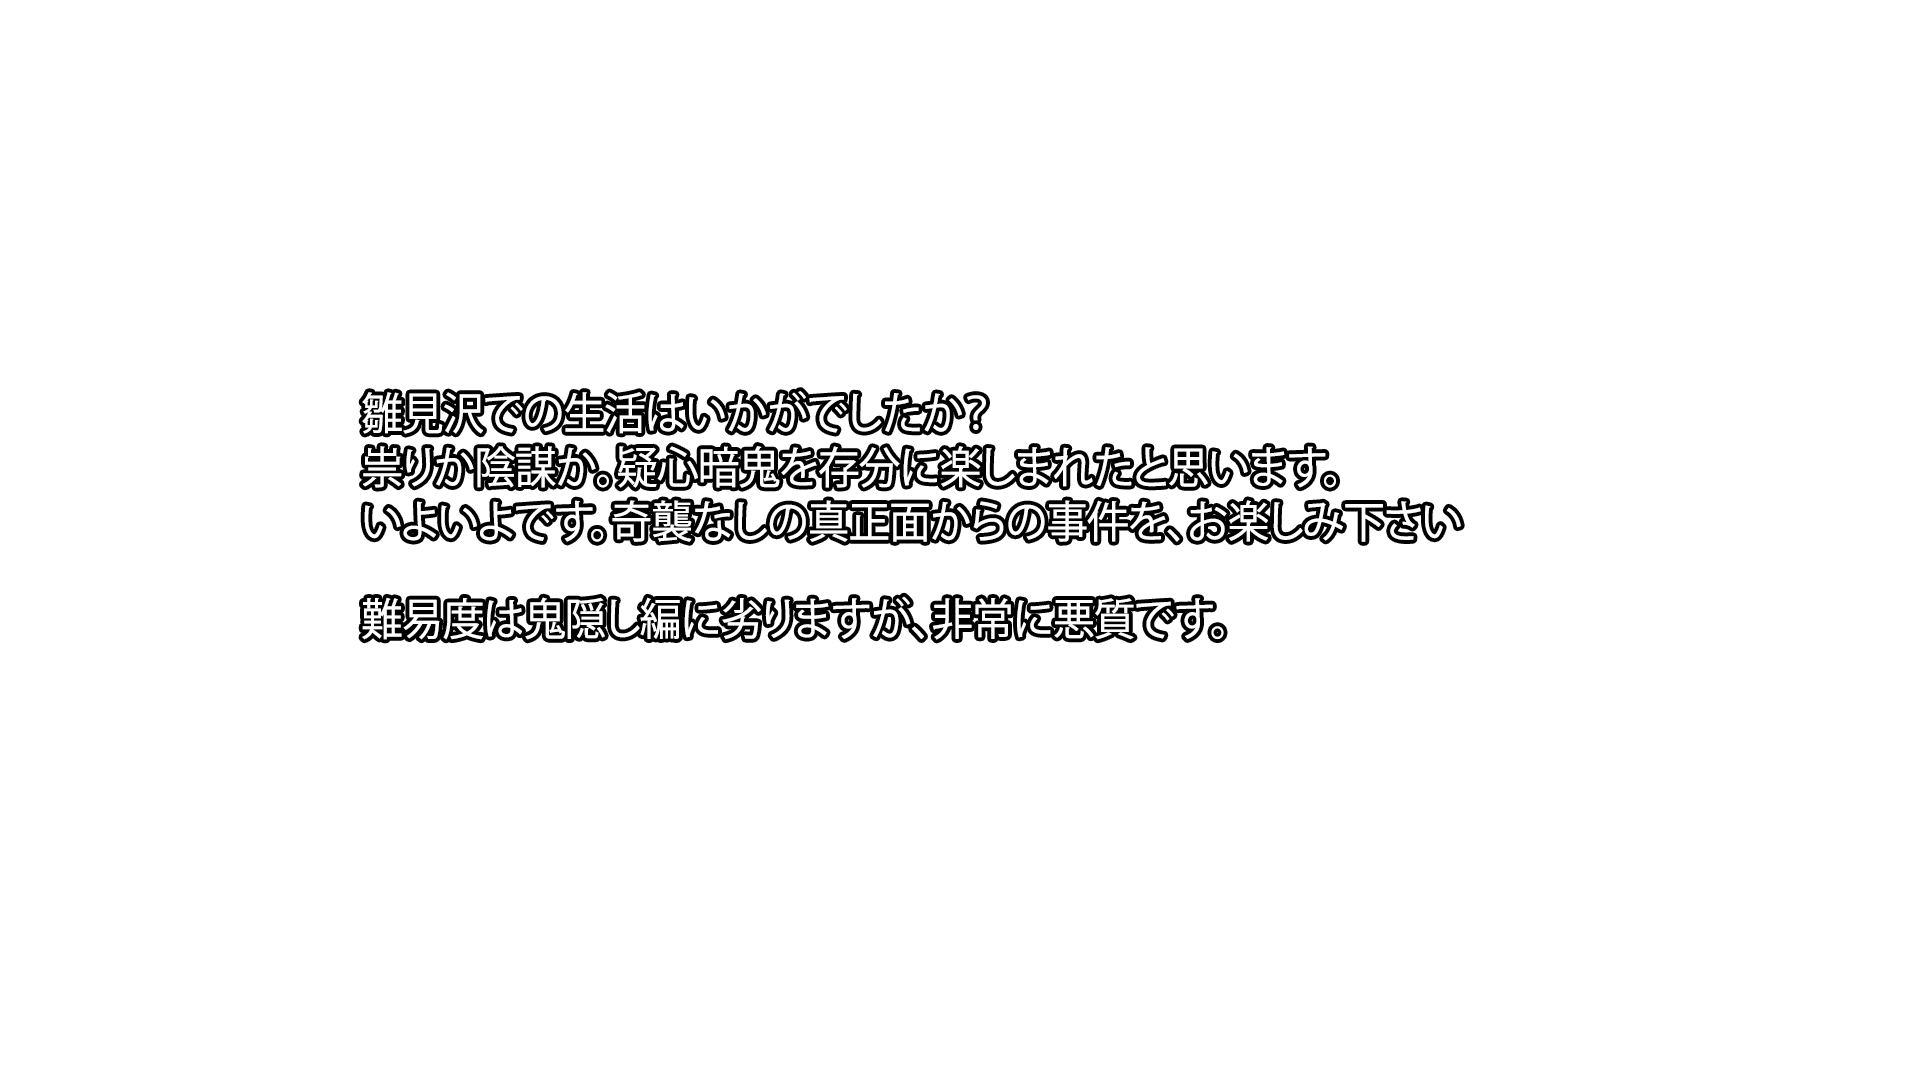 雛見沢での生活はいかがでしたか？
祟りか陰謀か。疑心暗鬼を存分に楽しまれたと思います。
いよいよです。奇襲なしの真正面からの事件を、お楽しみ下さい
難易度は鬼隠し編に劣りますが、非常に悪質です。